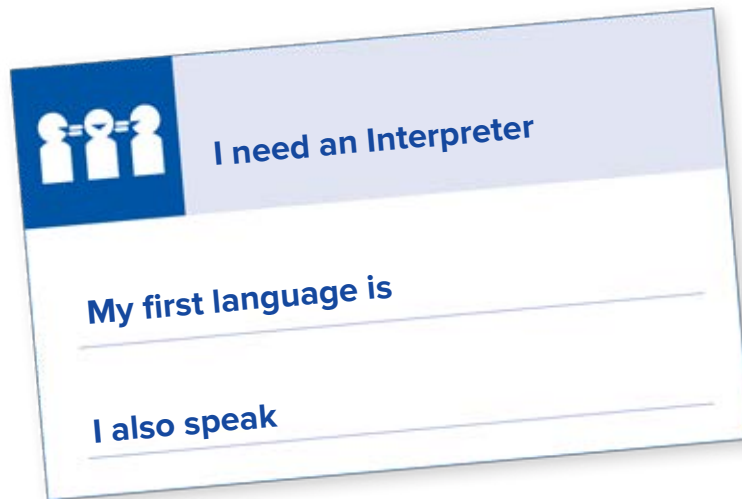 I need an Interpreter
My first language is
I also speak